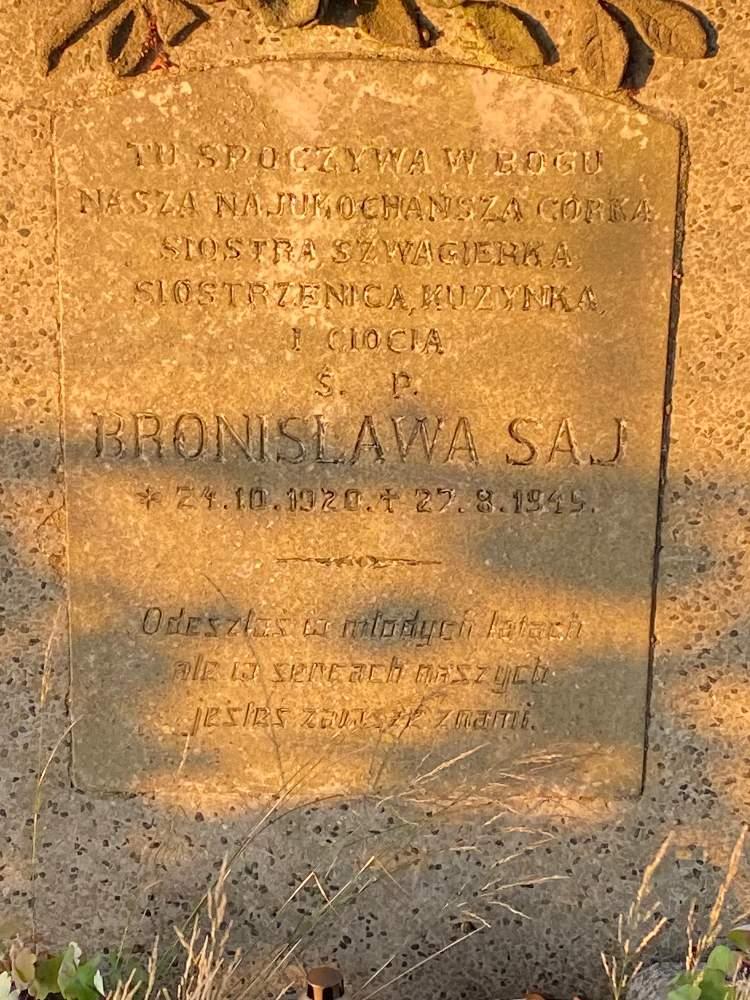 TU SPOCZYWA W BOGU
NASZA NAJUKOCHAŃSZA CÓRKA
SIOSTRA SZWAGIERKA,
SIOSTRZENICA, KUZYNKA,
I CIOCIA
Ś. P.
BRONISŁAWA SAJ
* 24.10.1920. † 27.8.1945.
Odeszłaś w młodych latach
ale w sercach naszych
jesteś zawsze znami.